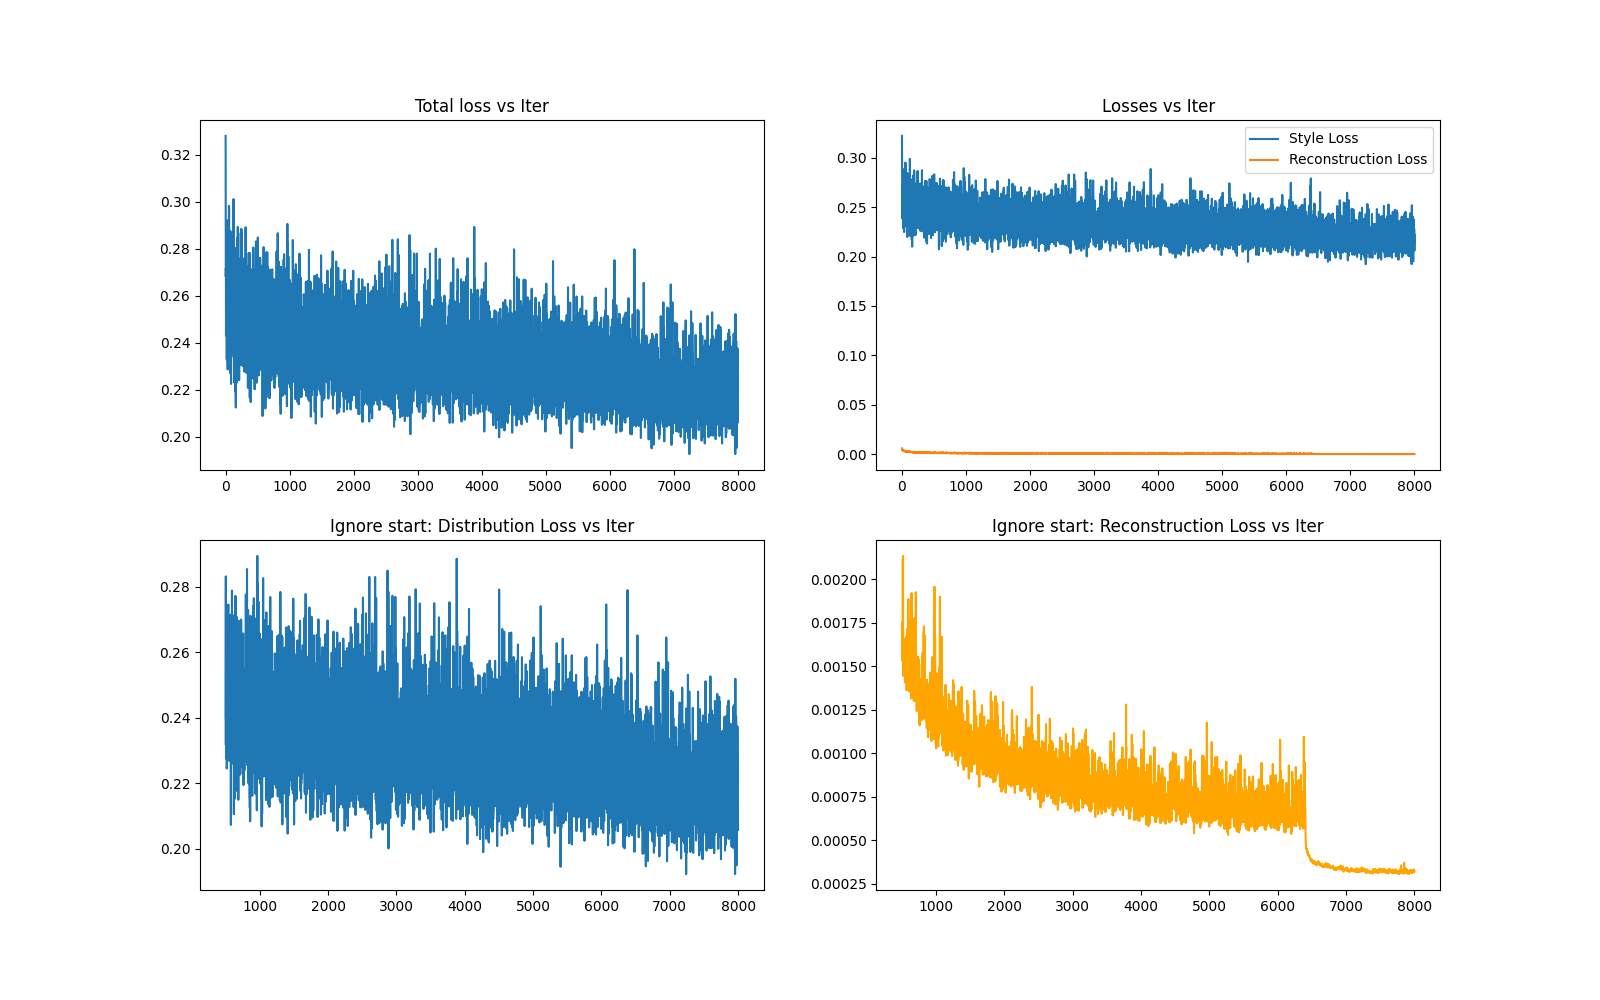 Total loss vs Iter
0.32
0.30
0.28
0.26
0.24
0.22
0.20
0 1000 2000 3000 4000 5000 6000 7000 8000
Losses vs Iter
Style Loss
Reconstruction Loss
0.30
0.25
0.20
0.15
0.10
0.05
0.00
0 1000 2000 3000 4000 5000 6000 7000 8000
Ignore start: Distribution Loss vs Iter
0.28
0.26
0.24
0.22
0.20
1000 2000 3000 4000 5000 6000 7000 8000
Ignore start: Reconstruction Loss vs Iter
0.00200
0.00175
0.00150
0.00125
0.00100
0.00075
0.00050
0.00025
1000 2000 3000 4000 5000 6000 7000 8000